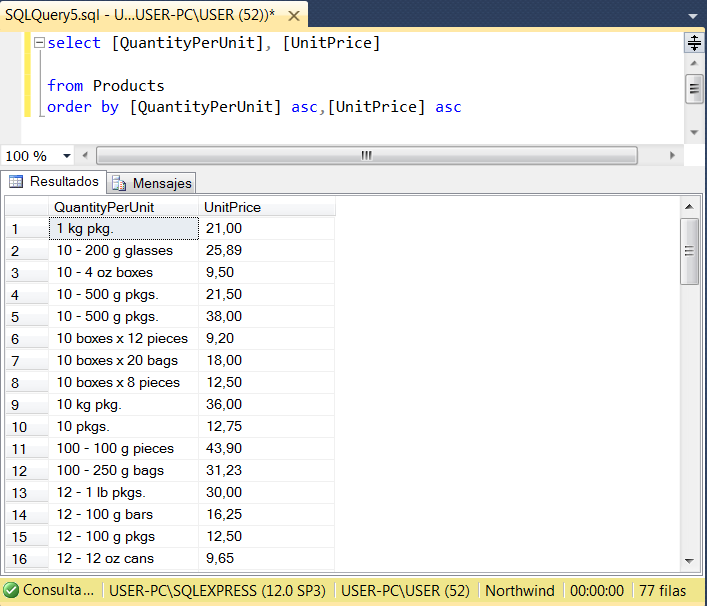 SQLQuery5.sql - U...USER-PC\USER (52))*
select [QuantityPerUnit], [UnitPrice]
from Products
order by [QuantityPerUnit] asc,[UnitPrice] asc
100 %
Resultados Mensajes
QuantityPerUnit UnitPrice
1 1 kg pkg. 21,00
2 10 - 200 g glasses 25,89
3 10 - 4 oz boxes 9,50
4 10 - 500 g pkgs. 21,50
5 10 - 500 g pkgs. 38,00
6 10 boxes x 12 pieces 9,20
7 10 boxes x 20 bags 18,00
8 10 boxes x 8 pieces 12,50
9 10 kg pkg. 36,00
10 10 pkgs. 12,75
11 100 - 100 g pieces 43,90
12 100 - 250 g bags 31,23
13 12 - 1 lb pkgs. 30,00
14 12 - 100 g bars 16,25
15 12 - 100 g pkgs 12,50
16 12 - 12 oz cans 9,65
Consulta... USER-PC\SQLEXPRESS (12.0 SP3) USER-PC\USER (52) Northwind 00:00:00 77 filas